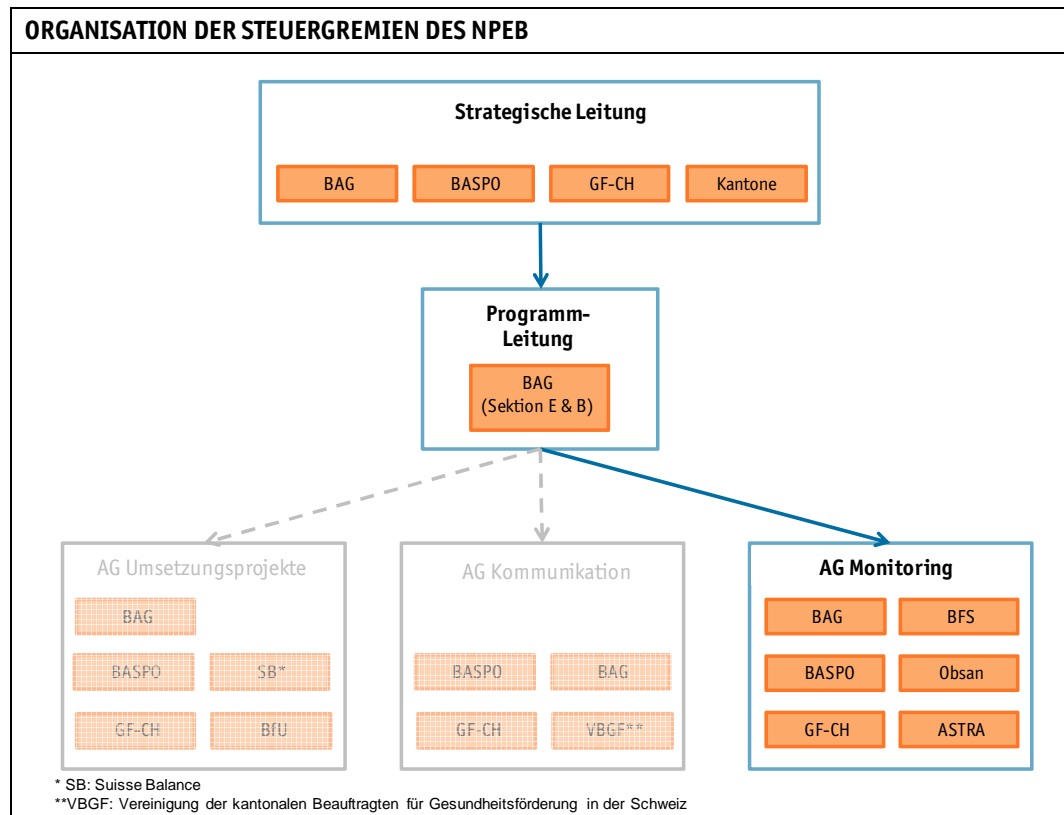 ORGANISATION DER STEUERGREMIEN DES NPEB
Strategische Leitung
BAG
BASPO
GF-CH
Kantone
Programm-
Leitung
BAG
(Sektion E & B)
AG Umsetzungsprojekte
BAG
BASPO
SB*
GF-CH
BfU
AG Kommunikation
BASPO
BAG
GF-CH
VBGF**
AG Monitoring
BAG
BFS
BASPO
Obsan
GF-CH
ASTRA
* SB: Suisse Balance
**VBGF: Vereinigung der kantonalen Beauftragten für Gesundheitsförderung in der Schweiz